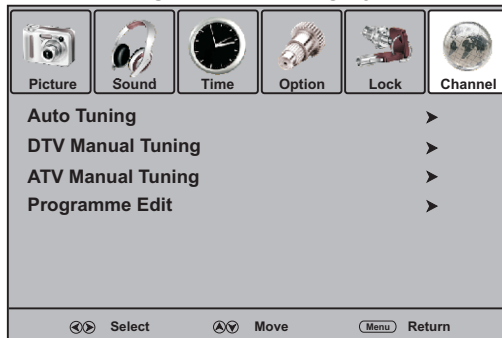 Picture Sound Time Option Lock Channel
Auto Tuning
DTV Manual Tuning
ATV Manual Tuning
Programme Edit
Select Move Menu Return